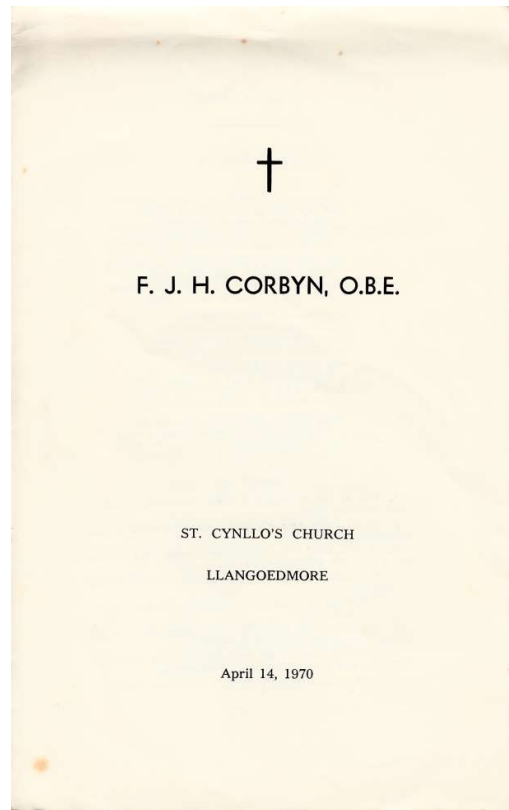 F. J. H. CORBYN, O.B.E.
ST. CYNLLO'S CHURCH
LLANGOEDMORE
April 14, 1970